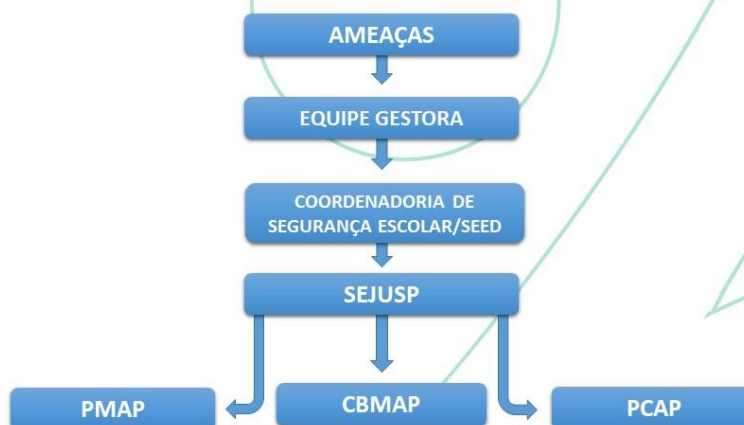 AMEAÇAS
EQUIPE GESTORA
COORDENADORIA DE
SEGURANÇA ESCOLAR/SEED
SEJUSP
PMAP
CBMAP
PCAP